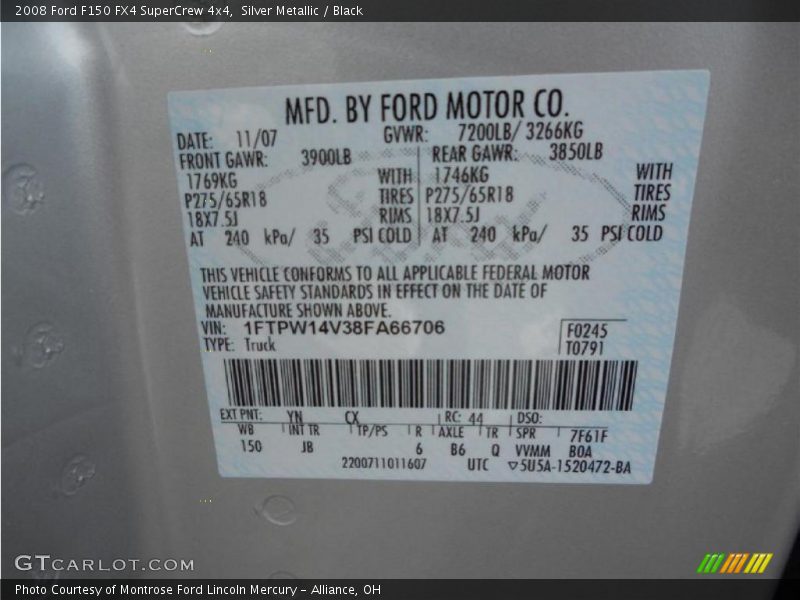 2008 Ford F150 FX4 SuperCrew 4x4,  Silver Metallic / Black
MFD. BY FORD MOTOR CO.
DATE: 11/07 GVWR: 7200LB/ 3266KG
FRONT GAWR: 3900LB REAR GAWR: 3850LB
1769KG WITH 1746KG WITH
P275/65R18 TIRES P275/65R18 TIRES
18X7.5J RIMS 18X7.5J RIMS
AT 240 kPa/ 35 PSI COLD AT 240 kPa/ 35 PSI COLD
THIS VEHICLE CONFORMS TO ALL APPLICABLE FEDERAL MOTOR
VEHICLE SAFETY STANDARDS IN EFFECT ON THE DATE OF
MANUFACTURE SHOWN ABOVE.
VIN: 1FTPW14V38FA66706 F0245
TYPE: Truck T0791
EXT PNT: YN CX RC: 44 DSO:
WB INT TR TP/PS R AXLE TR SPR 7F61F
150 JB 6 B6 Q VVMM BOA
2200711011607 UTC ▽5U5A-1520472-BA
GTCARLOT.COM
Photo Courtesy of Montrose Ford Lincoln Mercury - Alliance, OH